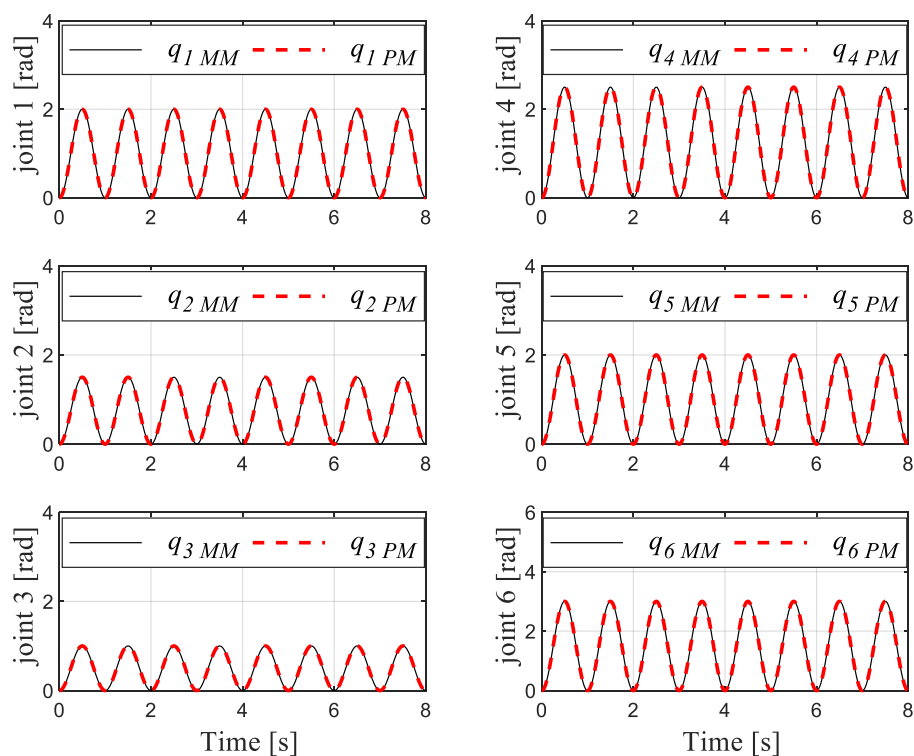 joint 1 [rad]
4
2
0
q1 MM q1 PM
0 2 4 6 8
joint 4 [rad]
4
2
0
q4 MM q4 PM
0 2 4 6 8
joint 2 [rad]
4
2
0
q2 MM q2 PM
0 2 4 6 8
joint 5 [rad]
4
2
0
q5 MM q5 PM
0 2 4 6 8
joint 3 [rad]
4
2
0
q3 MM q3 PM
0 2 4 6 8
Time [s]
joint 6 [rad]
6
4
2
0
q6 MM q6 PM
0 2 4 6 8
Time [s]